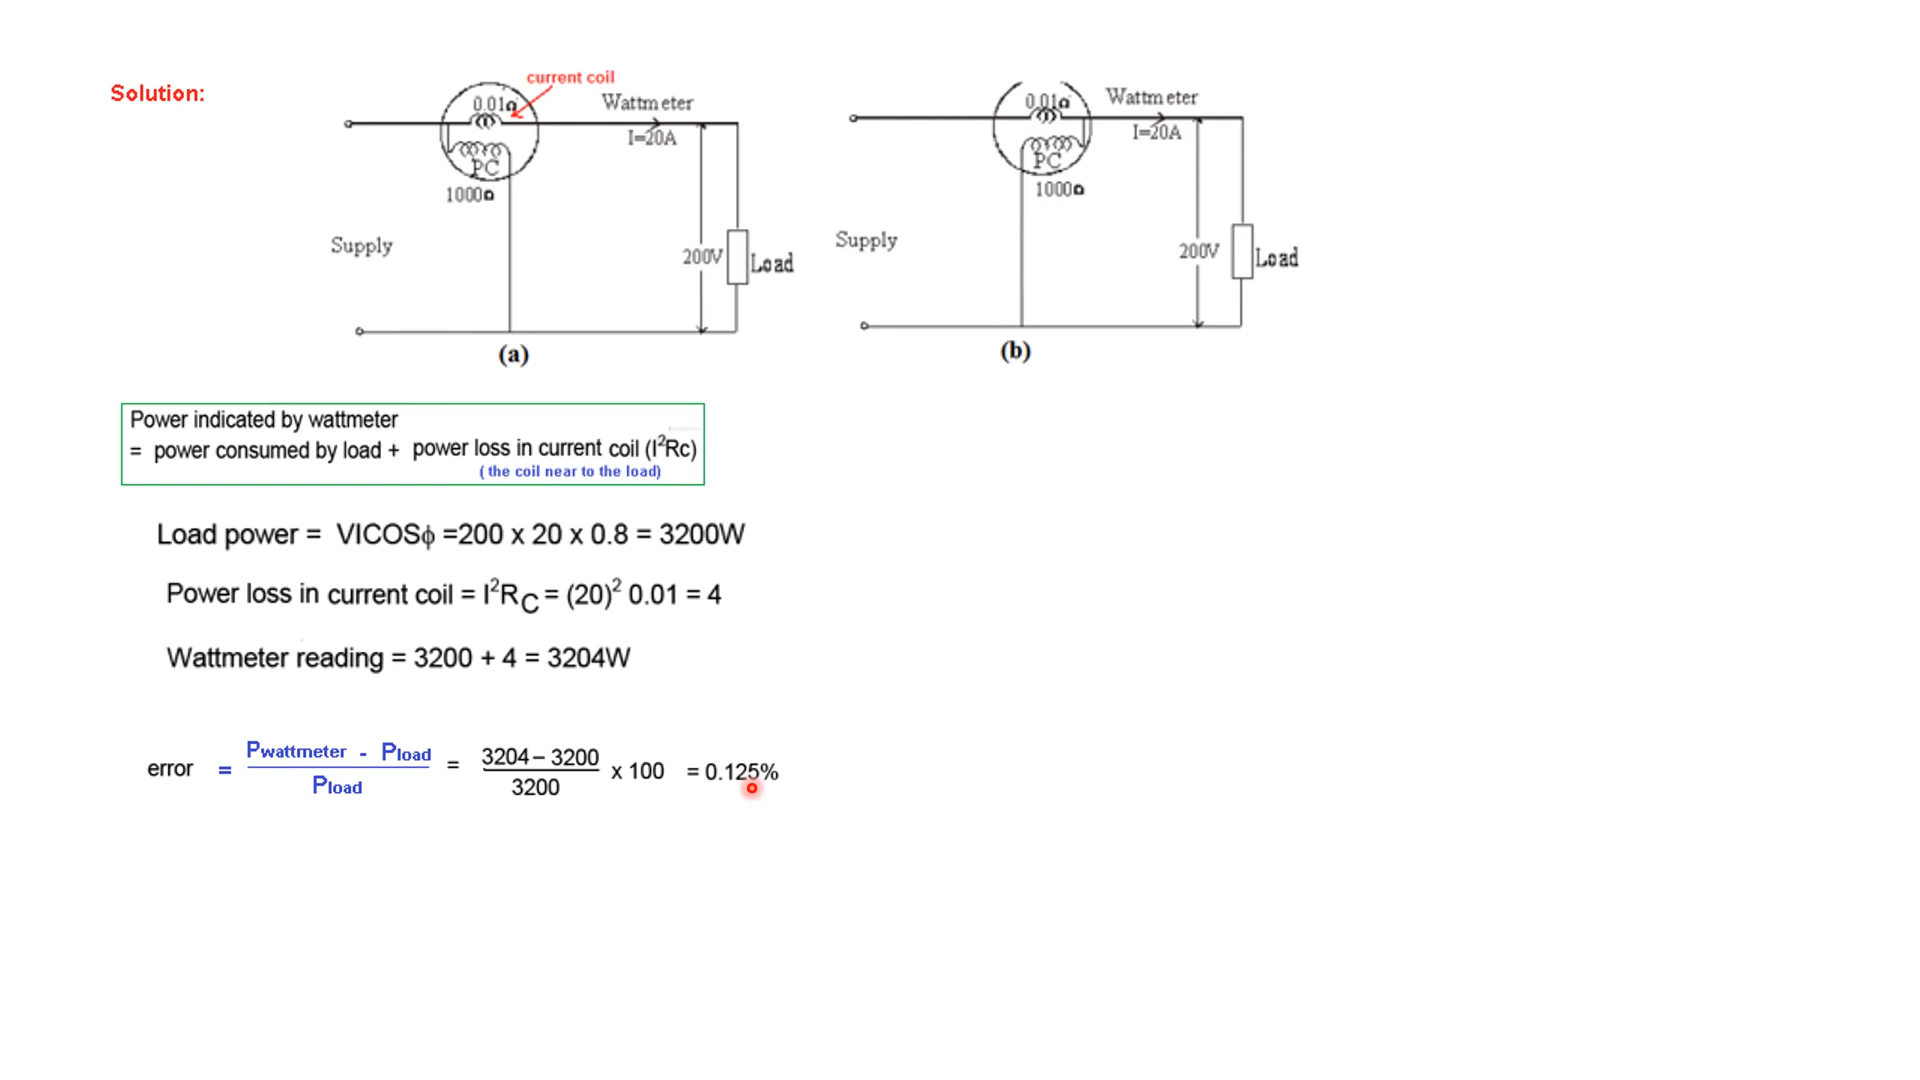 Solution:
current coil
0.01Ω
Wattmeter
I=20A
PC
1000Ω
Supply
200V
Load
(a)
0.01Ω
Wattmeter
I=20A
PC
1000Ω
Supply
200V
Load
(b)
Power indicated by wattmeter
= power consumed by load + power loss in current coil (I²Rc)
( the coil near to the load)
Load power = VICOSϕ =200 x 20 x 0.8 = 3200W
Power loss in current coil = I²RC = (20)² 0.01 = 4
Wattmeter reading = 3200 + 4 = 3204W
error = Pwattmeter - Pload / Pload = 3204 – 3200 / 3200 x 100 = 0.125%